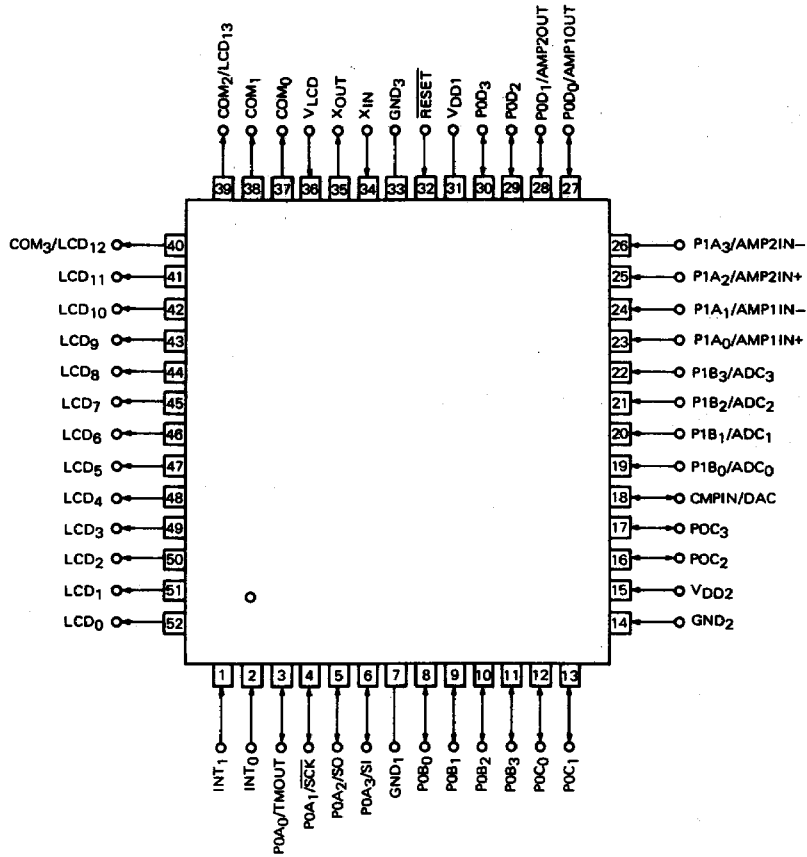 COM2/LCD13
COM1
COM0
VLCD
XOUT
XIN
GND3
RESET
VDD1
P0D3
P0D2
P0D1/AMP2OUT
P0D0/AMP1OUT
39 38 37 36 35 34 33 32 31 30 29 28 27
COM3/LCD12 40
LCD11 41
LCD10 42
LCD9 43
LCD8 44
LCD7 45
LCD6 46
LCD5 47
LCD4 48
LCD3 49
LCD2 50
LCD1 51
LCD0 52
26 P1A3/AMP2IN−
25 P1A2/AMP2IN+
24 P1A1/AMP1IN−
23 P1A0/AMP1IN+
22 P1B3/ADC3
21 P1B2/ADC2
20 P1B1/ADC1
19 P1B0/ADC0
18 CMPIN/DAC
17 P0C3
16 P0C2
15 VDD2
14 GND2
1 2 3 4 5 6 7 8 9 10 11 12 13
INT1
INT0
P0A0/TMOUT
P0A1/SCK
P0A2/SO
P0A3/SI
GND1
P0B0
P0B1
P0B2
P0B3
P0C0
P0C1